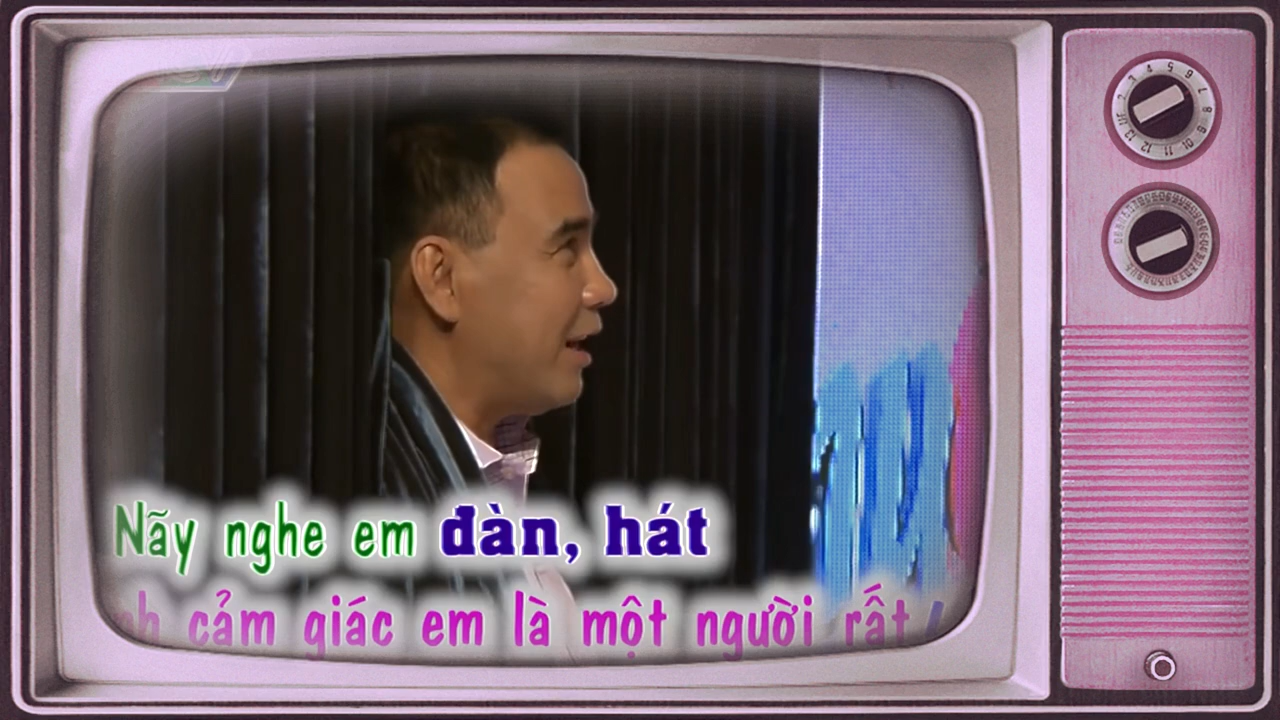 Nãy nghe em đàn, hát
cảm giác em là một người rất